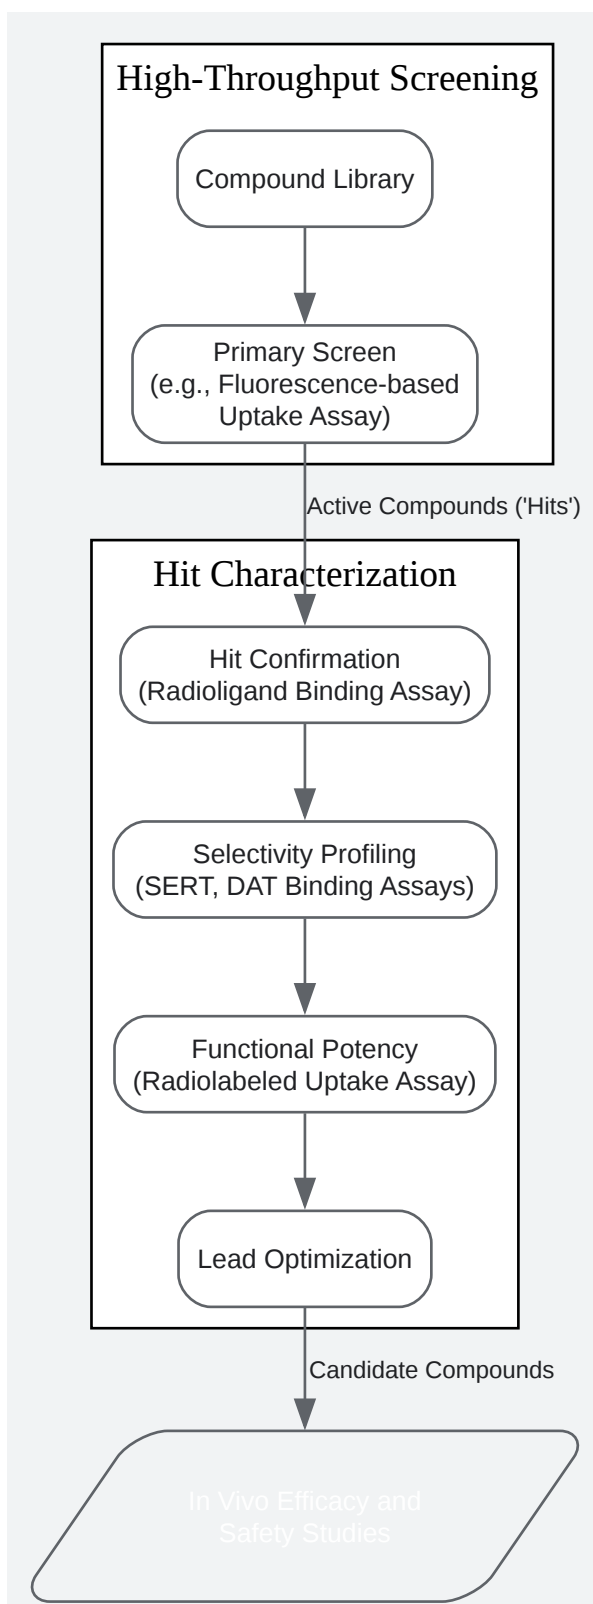 High-Throughput Screening
Compound Library
Primary Screen
(e.g., Fluorescence-based
Uptake Assay)
Active Compounds ('Hits')
Hit Characterization
Hit Confirmation
(Radioligand Binding Assay)
Selectivity Profiling
(SERT, DAT Binding Assays)
Functional Potency
(Radiolabeled Uptake Assay)
Lead Optimization
Candidate Compounds
In Vivo Efficacy and
Safety Studies